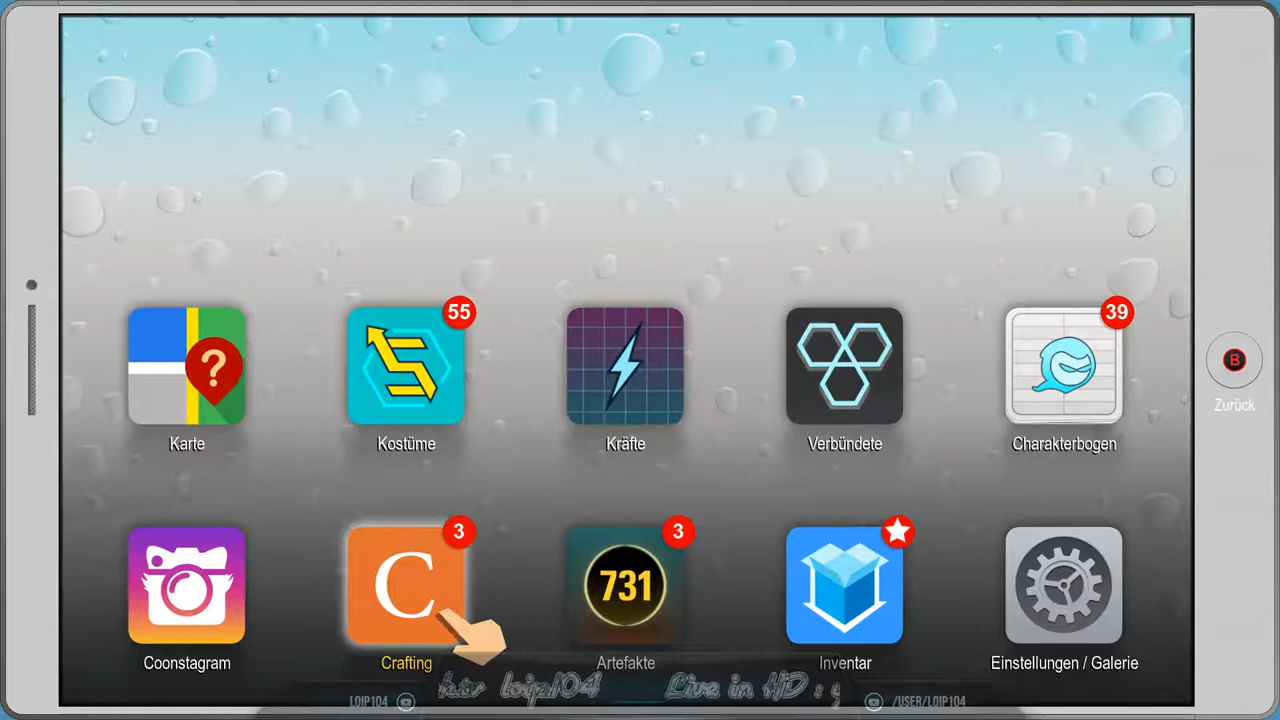 55
39
?
Karte
Kostüme
Kräfte
Verbündete
Charakterbogen
B
Zurück
3
3
C
731
Coonstagram
Crafting
Artefakte
Inventar
Einstellungen / Galerie
loip104
Live in HD :
LOIP104
/USER/LOIP104